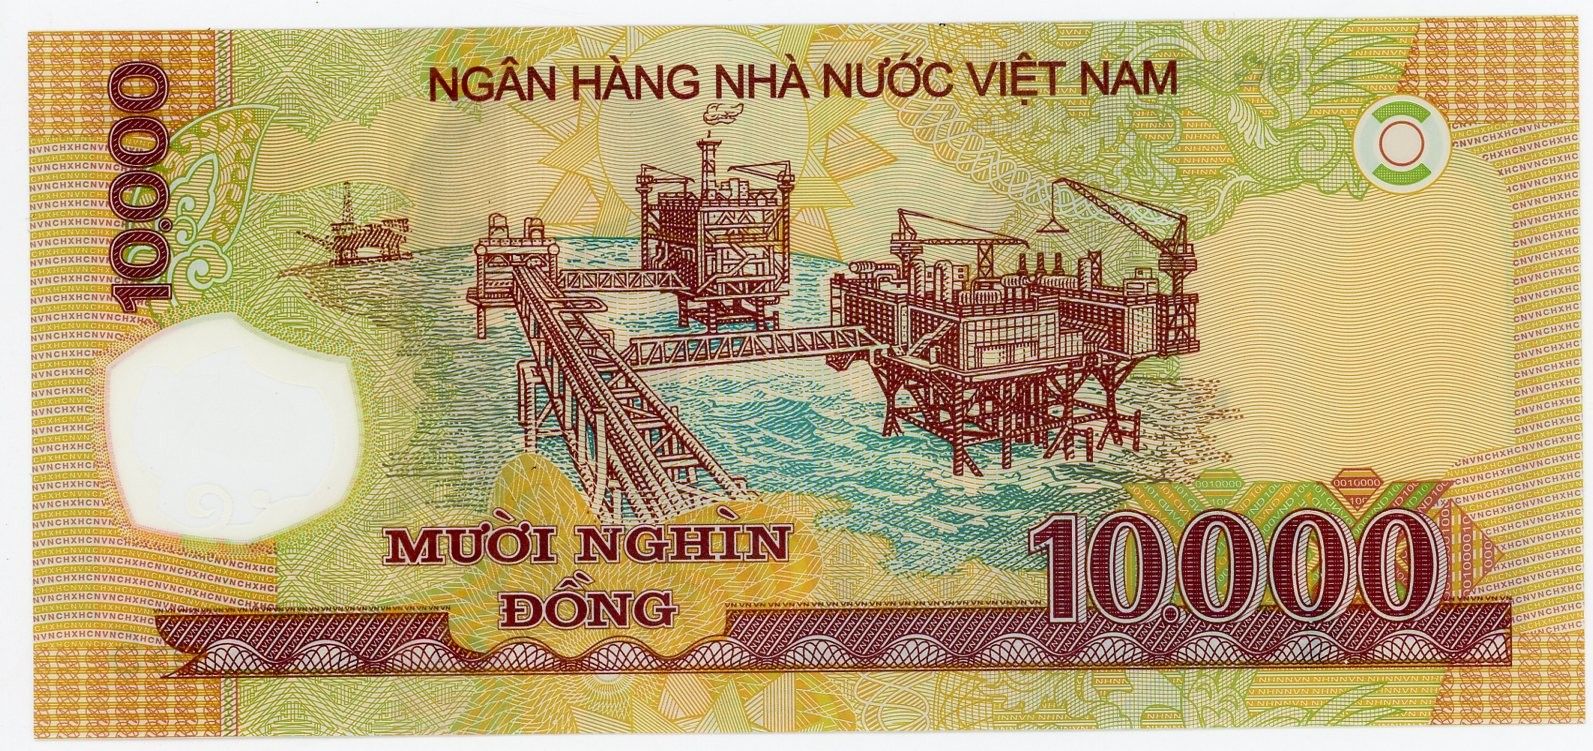 NGÂN HÀNG NHÀ NƯỚC VIỆT NAM
10.000
MƯỜI NGHÌN
ĐỒNG
10.000